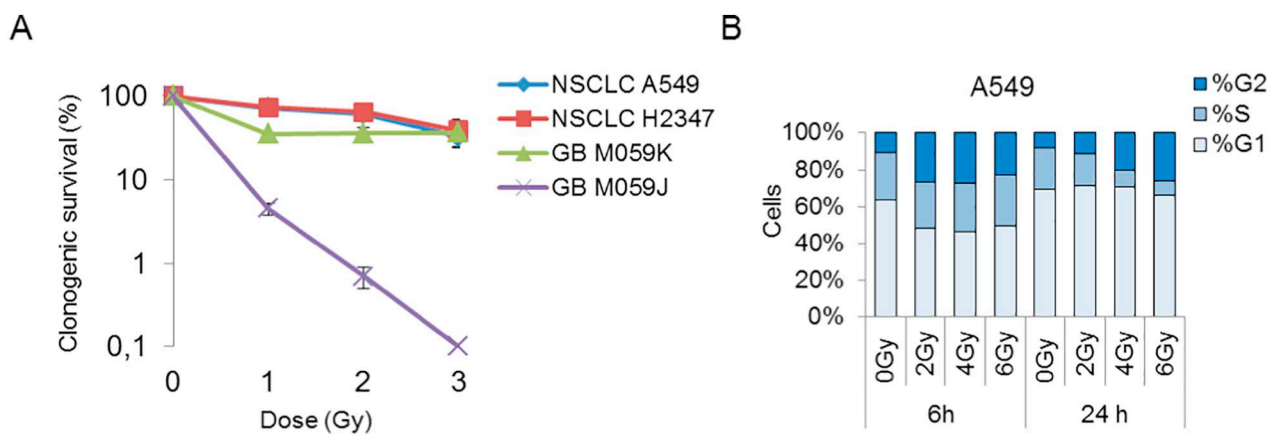 A
Clonogenic survival (%)
100
10
1
0,1
0 1 2 3
Dose (Gy)
NSCLC A549
NSCLC H2347
GB M059K
GB M059J
B
A549
Cells
100%
80%
60%
40%
20%
0%
0Gy 2Gy 4Gy 6Gy 0Gy 2Gy 4Gy 6Gy
6h 24 h
%G2
%S
%G1